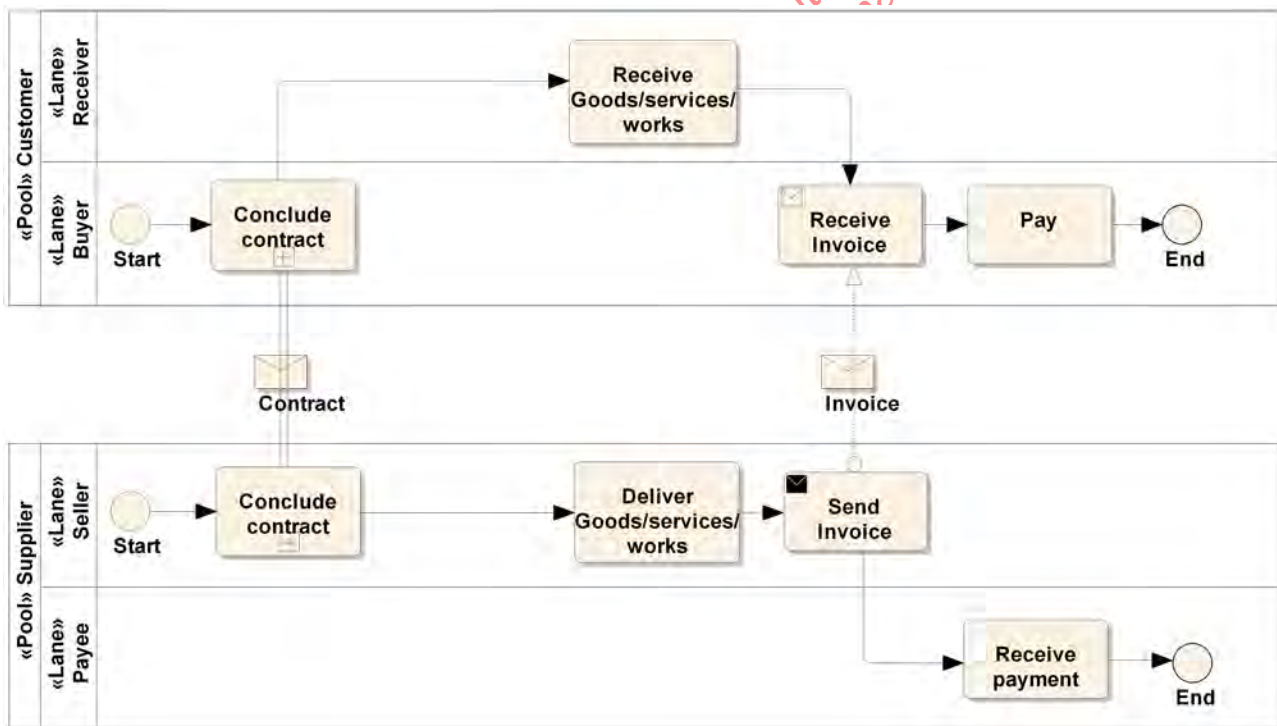 «Pool» Customer
«Lane»
Receiver
Receive
Goods/services/
works
«Lane»
Buyer
Start
Conclude
contract
Receive
Invoice
Pay
End
Contract
Invoice
«Pool» Supplier
«Lane»
Seller
Start
Conclude
contract
Deliver
Goods/services/
works
Send
Invoice
«Lane»
Payee
Receive
payment
End